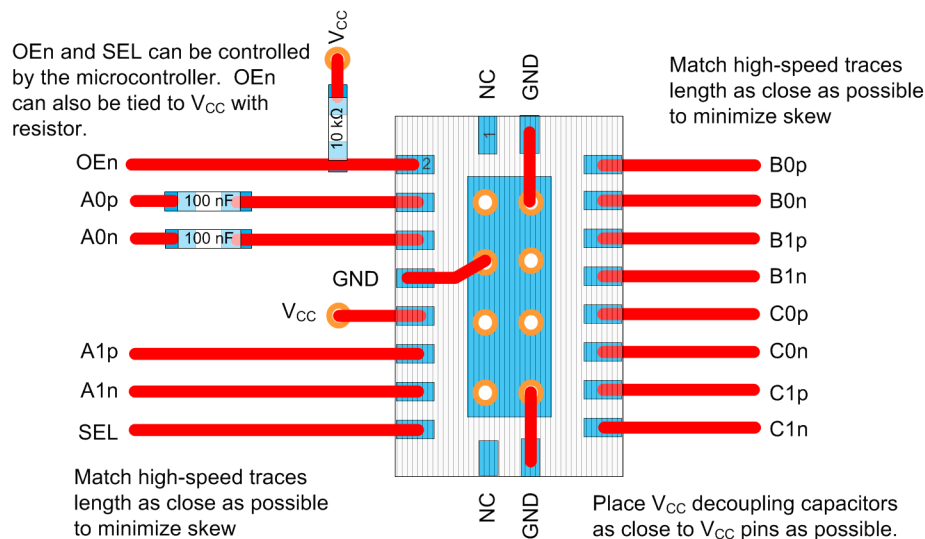 OEn and SEL can be controlled
by the microcontroller. OEn
can also be tied to VCC with
resistor.
VCC
10 kΩ
NC
GND
Match high-speed traces
length as close as possible
to minimize skew
1
2
OEn
A0p
100 nF
A0n
100 nF
GND
VCC
A1p
A1n
SEL
B0p
B0n
B1p
B1n
C0p
C0n
C1p
C1n
Match high-speed traces
length as close as possible
to minimize skew
NC
GND
Place VCC decoupling capacitors
as close to VCC pins as possible.